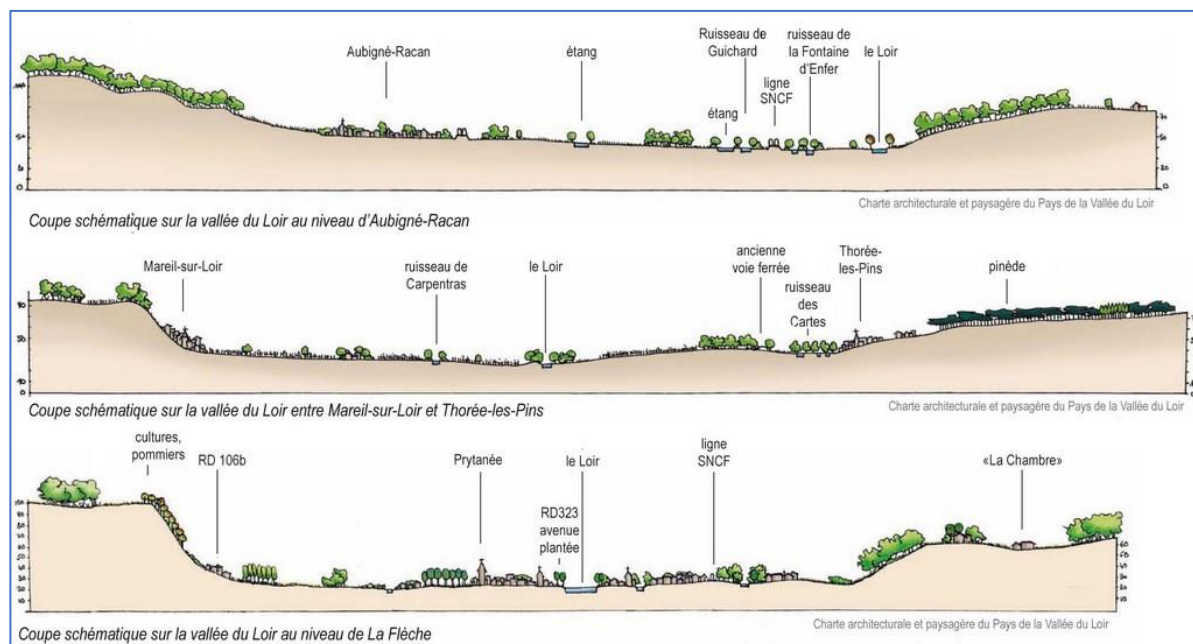 Aubigné-Racan
étang
Ruisseau de
Guichard
étang
ligne
SNCF
ruisseau de
la Fontaine
d'Enfer
le Loir
Charte architecturale et paysagère du Pays de la Vallée du Loir
Coupe schématique sur la vallée du Loir au niveau d'Aubigné-Racan
Mareil-sur-Loir
ruisseau de
Carpentras
le Loir
ancienne
voie ferrée
ruisseau
des
Cartes
Thorée-
les-Pins
pinède
Coupe schématique sur la vallée du Loir entre Mareil-sur-Loir et Thorée-les-Pins
Charte architecturale et paysagère du Pays de la Vallée du Loir
cultures,
pommiers
RD 106b
Prytanée
RD323
avenue
plantée
le Loir
ligne
SNCF
«La Chambre»
Charte architecturale et paysagère du Pays de la Vallée du Loir
Coupe schématique sur la vallée du Loir au niveau de La Flèche